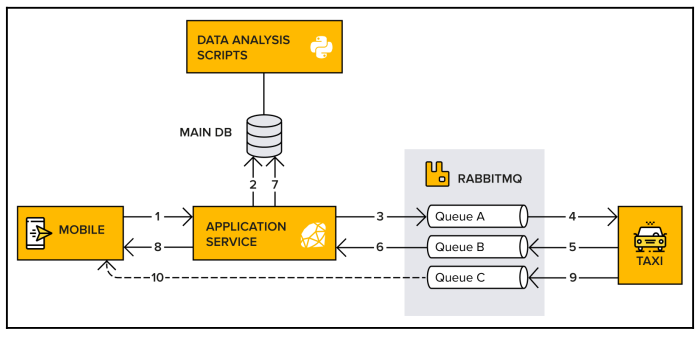 DATA ANALYSIS
SCRIPTS
MAIN DB
2 7
RABBITMQ
MOBILE
1
8
APPLICATION
SERVICE
3
6
Queue A
Queue B
Queue C
4
5
9
TAXI
10